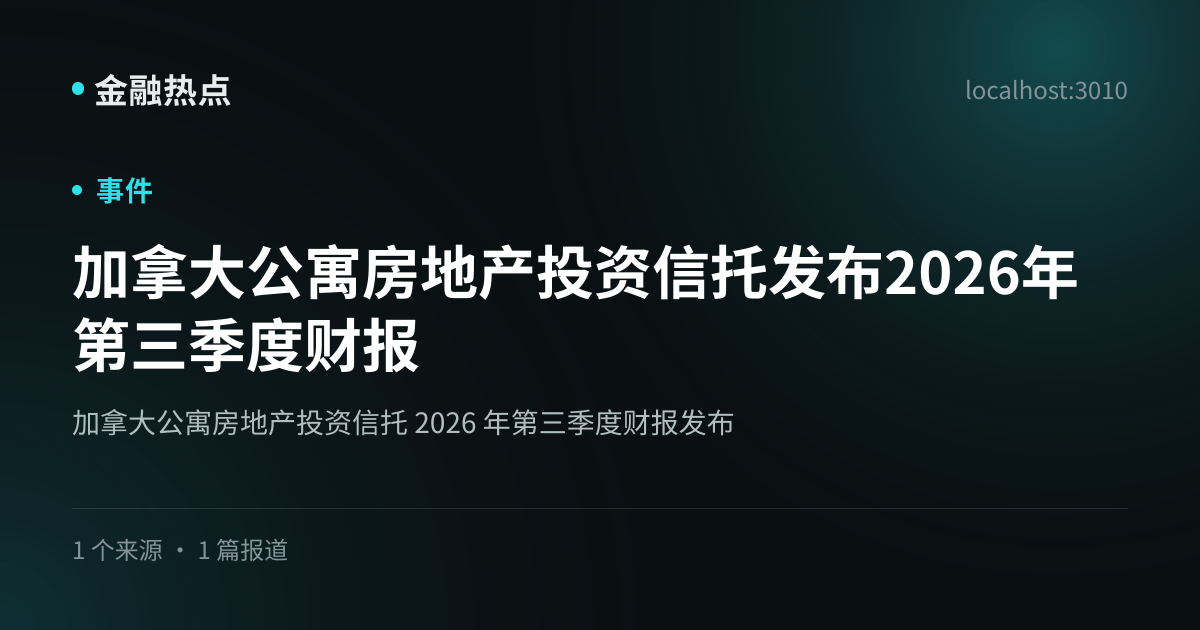 金融热点
localhost:3010
事件
加拿大公寓房地产投资信托发布2026年
第三季度财报
加拿大公寓房地产投资信托 2026 年第三季度财报发布
1 个来源 · 1 篇报道